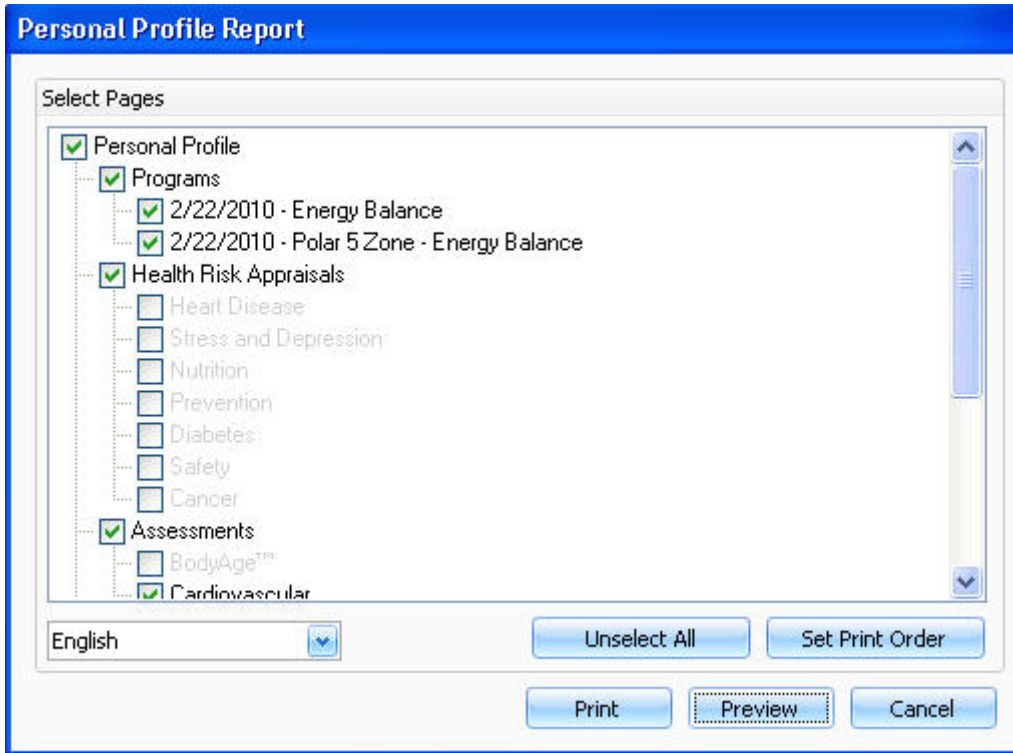 Personal Profile Report
Select Pages
Personal Profile
Programs
2/22/2010 - Energy Balance
2/22/2010 - Polar 5 Zone - Energy Balance
Health Risk Appraisals
Heart Disease
Stress and Depression
Nutrition
Prevention
Diabetes
Safety
Cancer
Assessments
BodyAge™
Cardiovascular
English
Unselect All
Set Print Order
Print
Preview
Cancel